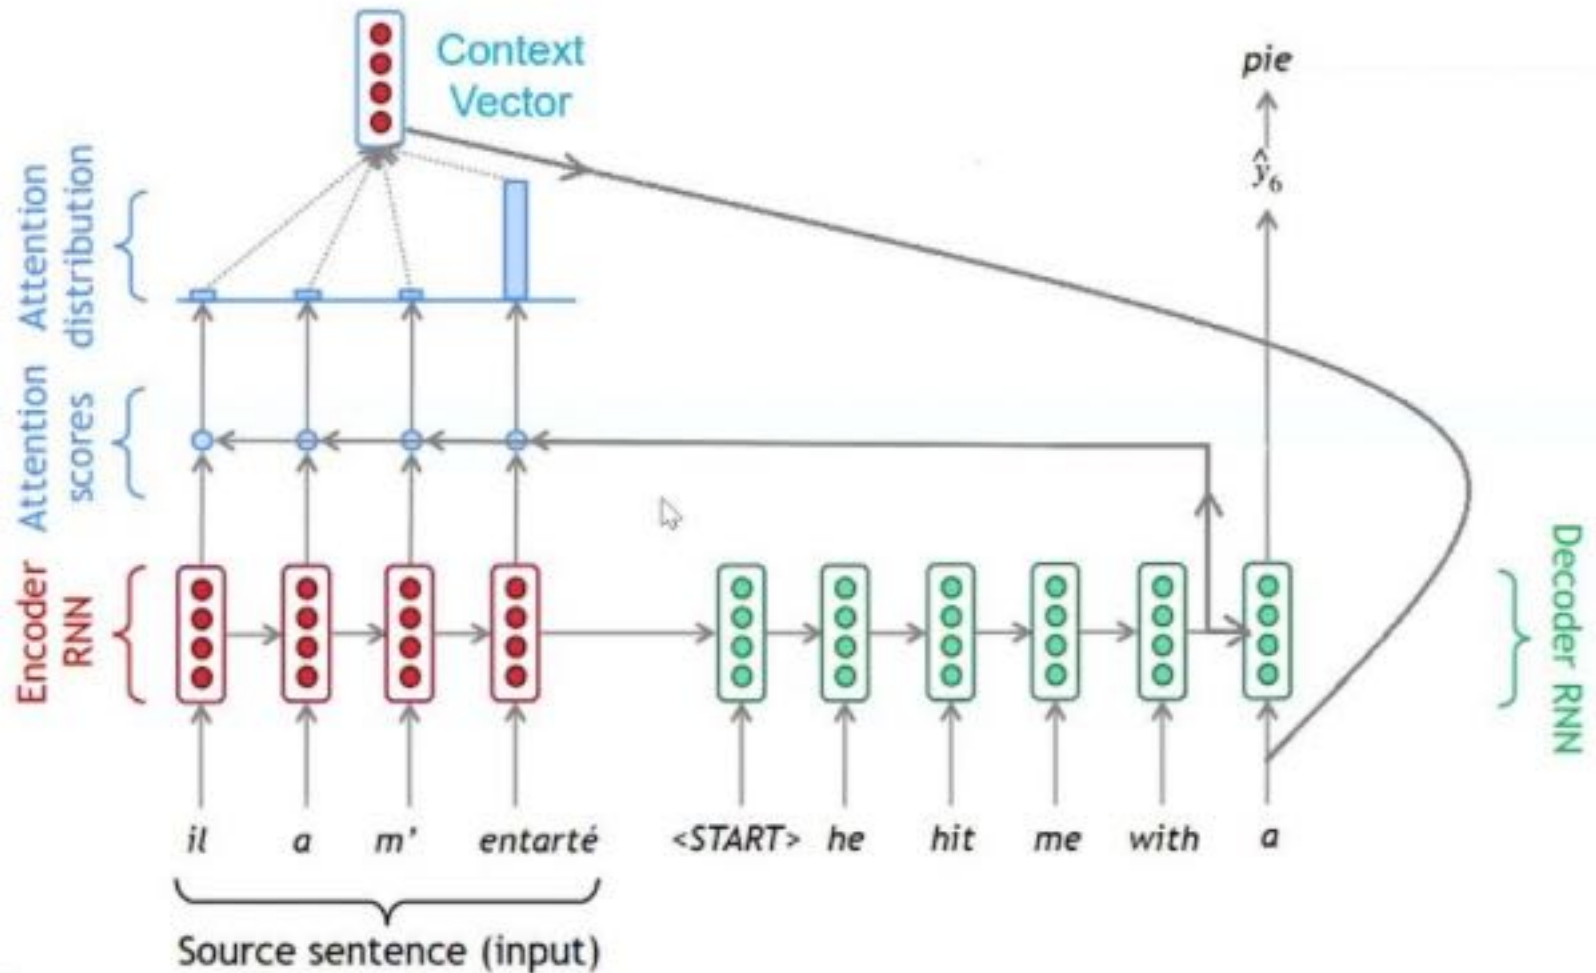 Context
Vector
pie
ŷ₆
Attention
distribution
Attention
scores
Encoder
RNN
Decoder RNN
il a m' entarté <START> he hit me with a
Source sentence (input)